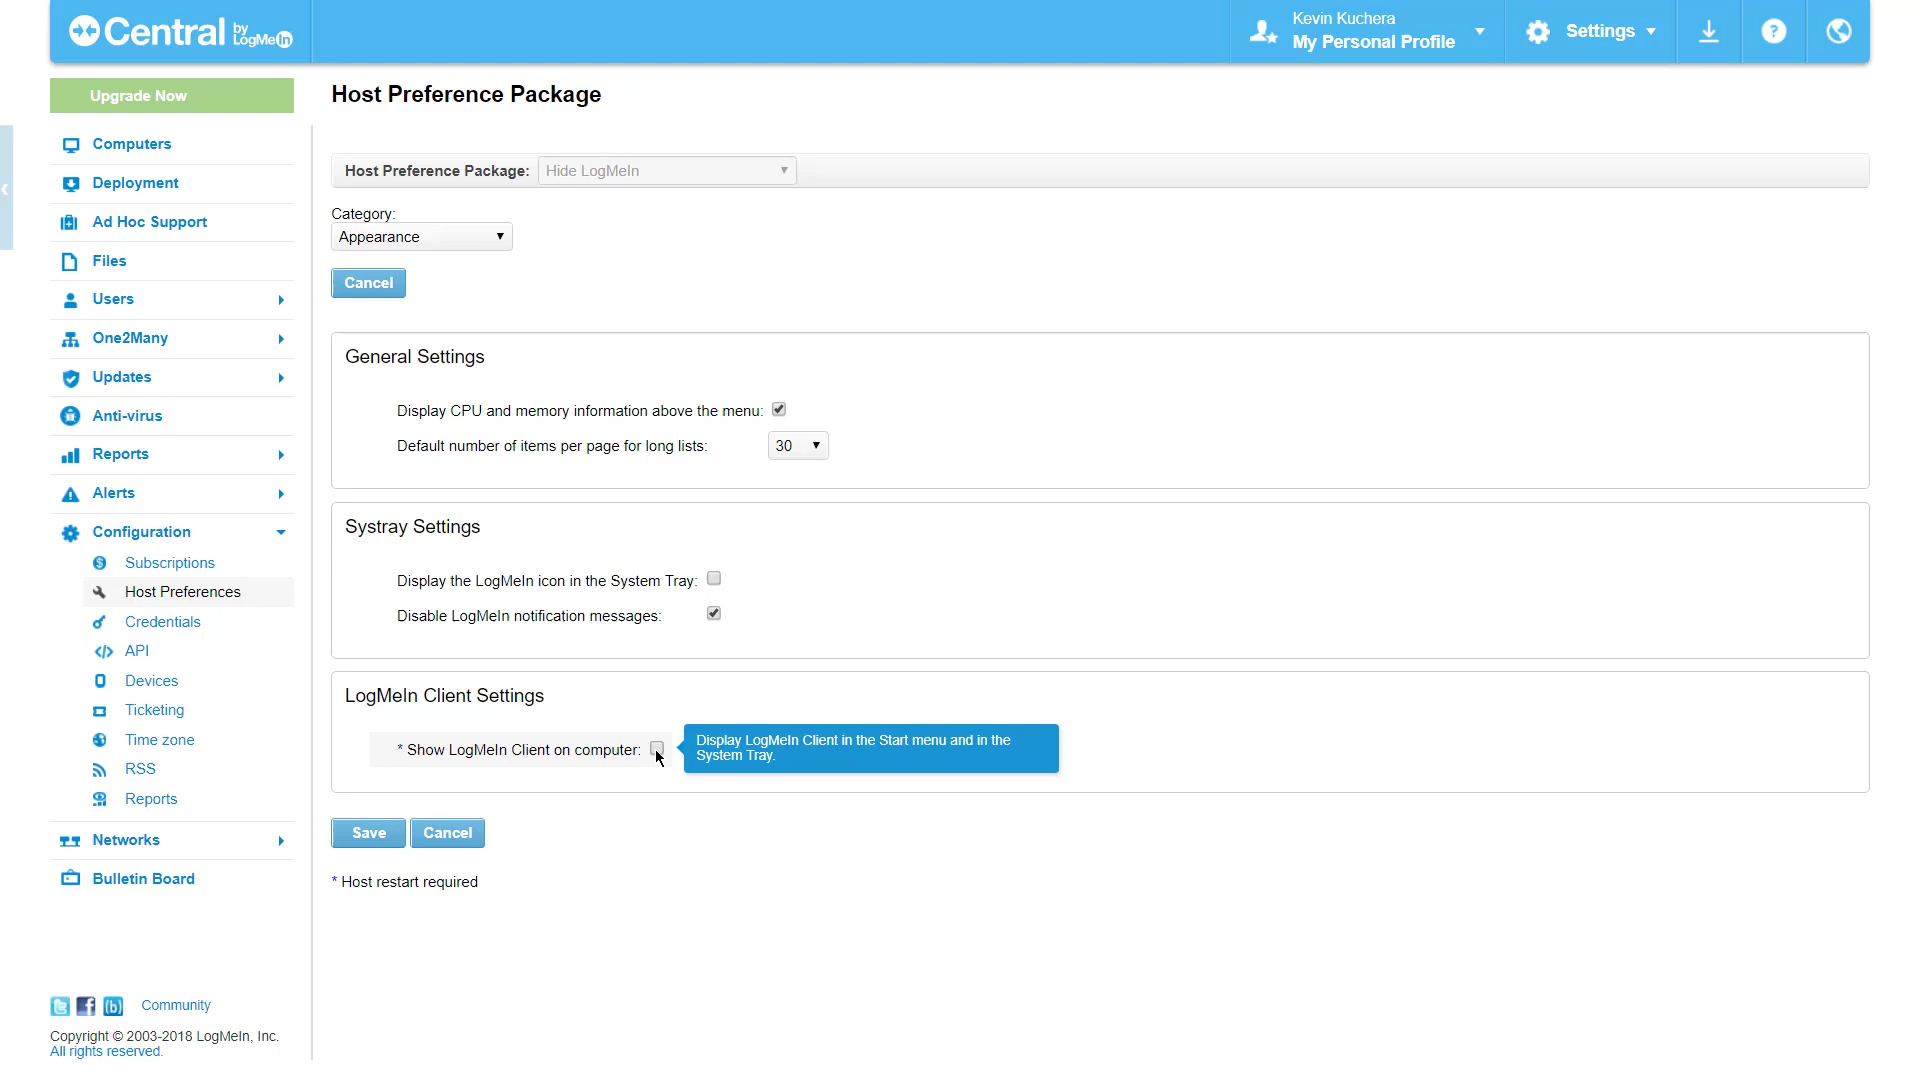 Central by LogMeIn
Kevin Kuchera
My Personal Profile
Settings
?
Upgrade Now
Computers
Deployment
Ad Hoc Support
Files
Users
One2Many
Updates
Anti-virus
Reports
Alerts
Configuration
Subscriptions
Host Preferences
Credentials
API
Devices
Ticketing
Time zone
RSS
Reports
Networks
Bulletin Board
Community
Copyright © 2003-2018 LogMeIn, Inc.
All rights reserved.
Host Preference Package
Host Preference Package: Hide LogMeIn
Category:
Appearance
Cancel
General Settings
Display CPU and memory information above the menu:
Default number of items per page for long lists: 30
Systray Settings
Display the LogMeIn icon in the System Tray:
Disable LogMeIn notification messages:
LogMeIn Client Settings
* Show LogMeIn Client on computer:
Display LogMeIn Client in the Start menu and in the
System Tray.
Save Cancel
* Host restart required